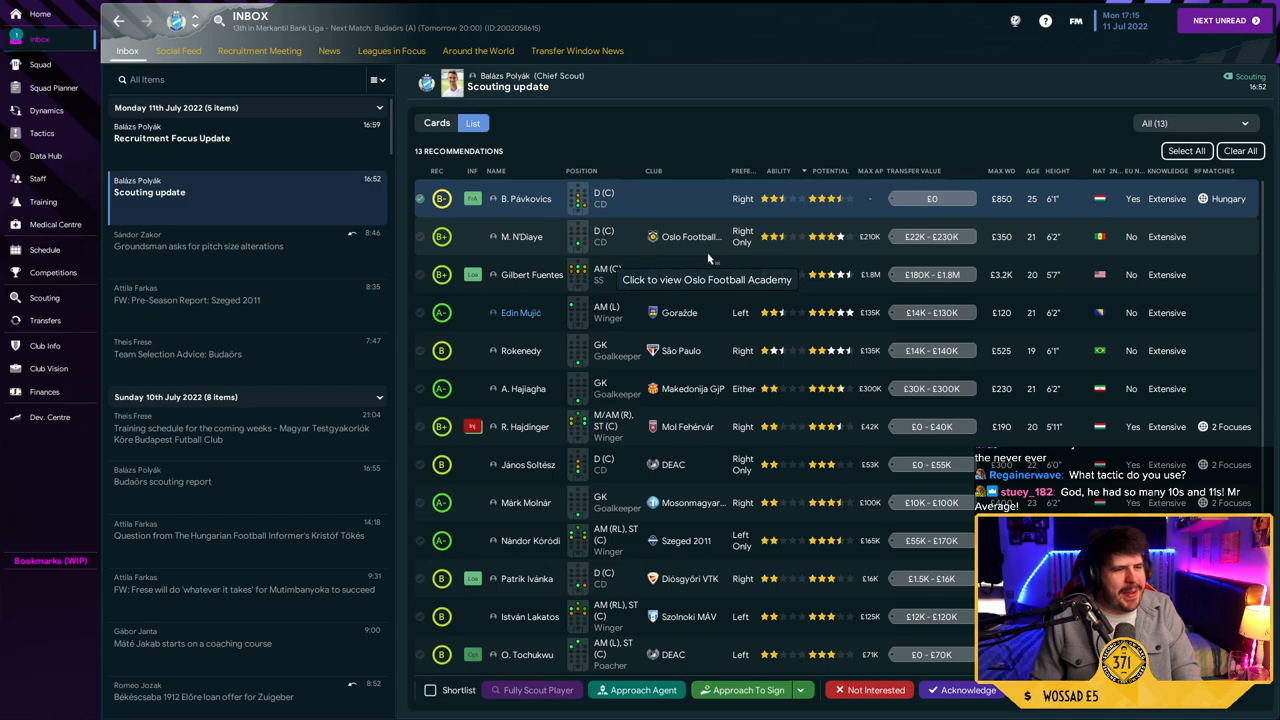 Home
INBOX
13th in Merkantil Bank Liga - Next Match: Budaörs (A) (Tomorrow 20:00) (ID:2002058615)
FM
Mon 17:15
11 Jul 2022
NEXT UNREAD
1
Inbox
Squad
Squad Planner
Dynamics
Tactics
Data Hub
Staff
Training
Medical Centre
Schedule
Competitions
Scouting
Transfers
Club Info
Club Vision
Finances
Dev. Centre
Bookmarks (WIP)
Inbox Social Feed Recruitment Meeting News Leagues in Focus Around the World Transfer Window News
All Items
Monday 11th July 2022 (5 items)
Balázs Polyák 16:59
Recruitment Focus Update
Balázs Polyák 16:52
Scouting update
Sándor Zakor 8:46
Groundsman asks for pitch size alterations
Attila Farkas 8:35
FW: Pre-Season Report: Szeged 2011
Theis Frese 7:47
Team Selection Advice: Budaörs
Sunday 10th July 2022 (8 items)
Theis Frese 21:04
Training schedule for the coming weeks - Magyar Testgyakorlók
Köre Budapest Futball Club
Balázs Polyák 16:55
Budaörs scouting report
Attila Farkas 14:18
Question from The Hungarian Football Informer's Kristóf Tőkés
Attila Farkas 9:31
FW: Frese will do 'whatever it takes' for Mutimbanyoka to succeed
Gábor Janta 9:00
Máté Jakab starts on a coaching course
Romeo Jozak 8:52
Békéscsaba 1912 Előre loan offer for Zuigeber
Balázs Polyák (Chief Scout)
Scouting update
Scouting
16:52
Cards List
All (13)
13 RECOMMENDATIONS
Select All Clear All
REC INF NAME POSITION CLUB PREFE... ABILITY POTENTIAL MAX AP TRANSFER VALUE MAX WD AGE HEIGHT NAT 2N... EU N... KNOWLEDGE RF MATCHES
B- F/A B. Pávkovics D (C) CD Right - £0 £850 25 6'1" Yes Extensive Hungary
B+ M. N'Diaye D (C) CD Oslo Football... Right Only £210K £22K - £230K £350 21 6'2" No Extensive
B+ Loa Gilbert Fuentes AM (C) SS £1.8M £180K - £1.8M £3.2K 20 5'7" No Extensive
Click to view Oslo Football Academy
A- Edin Mujić AM (L) Winger Goražde Left £135K £14K - £130K £120 21 6'2" No Extensive
B Rokenedy GK Goalkeeper São Paulo Right £135K £14K - £140K £525 19 6'1" No Extensive
A- A. Hajiagha GK Goalkeeper Makedonija GjP Either £300K £30K - £300K £230 21 6'2" No Extensive
B+ Inj R. Hajdinger M/AM (R), ST (C) Winger Mol Fehérvár Right £42K £0 - £40K £190 20 5'11" Yes Extensive 2 Focuses
B János Soltész D (C) CD DEAC Right Only £53K £0 - £55K £300 22 6'0" Yes Extensive 2 Focuses
A- Márk Molnár GK Goalkeeper Mosonmagyar... Right £100K £10K - £100K
A- Nándor Kóródi AM (RL), ST (C) Winger Szeged 2011 Left Only £165K £55K - £170K
B Loa Patrik Ivánka D (C) CD Diósgyőri VTK Right £16K £1.5K - £16K
B István Lakatos AM (RL), ST (C) Winger Szolnoki MÁV Left £25K £12K - £120K
B O. Tochukwu AM (L), ST (C) Poacher DEAC Left £71K £0 - £70K
the never ever
Regainerwave: What tactic do you use?
stuey_182: God, he had so many 10s and 11s! Mr
Average!
Shortlist Fully Scout Player Approach Agent Approach To Sign Not Interested Acknowledge
371
$ WOSSAD £5